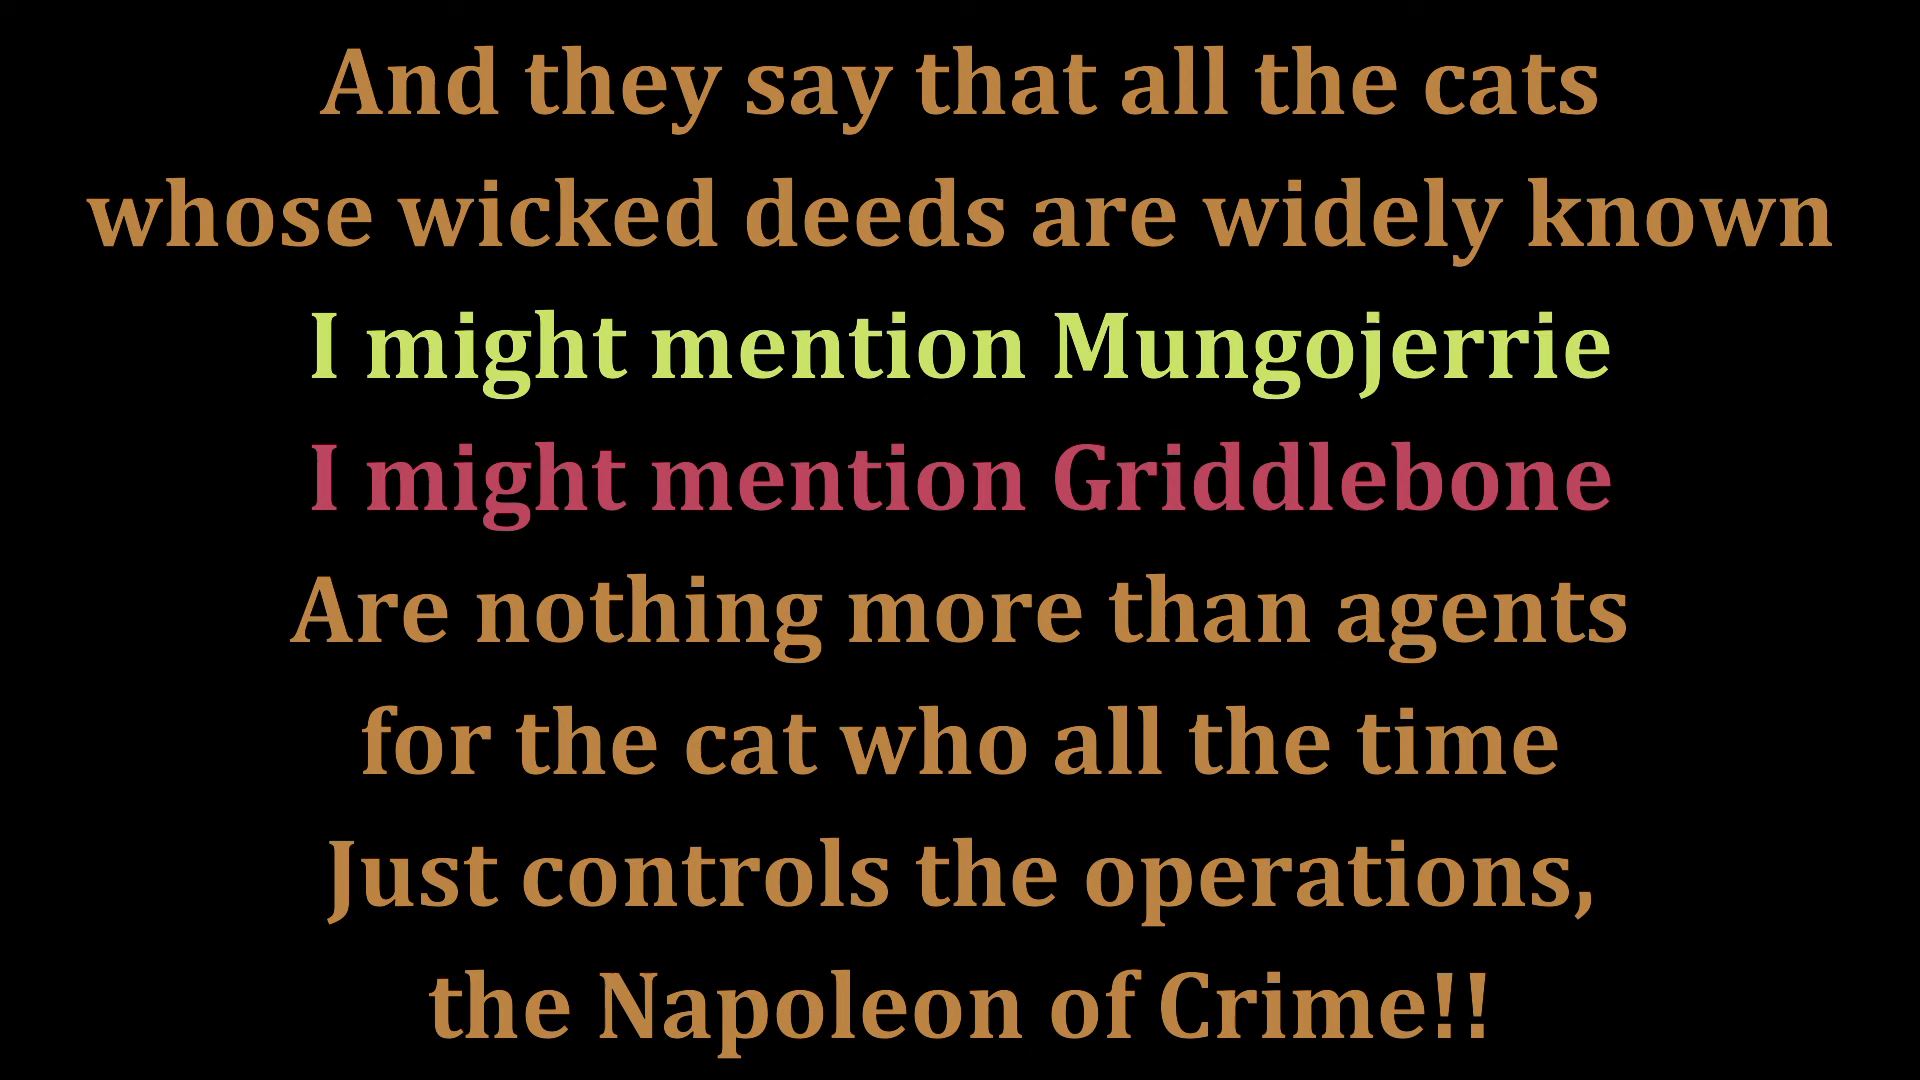 And they say that all the cats
whose wicked deeds are widely known
I might mention Mungojerrie
I might mention Griddlebone
Are nothing more than agents
for the cat who all the time
Just controls the operations,
the Napoleon of Crime!!